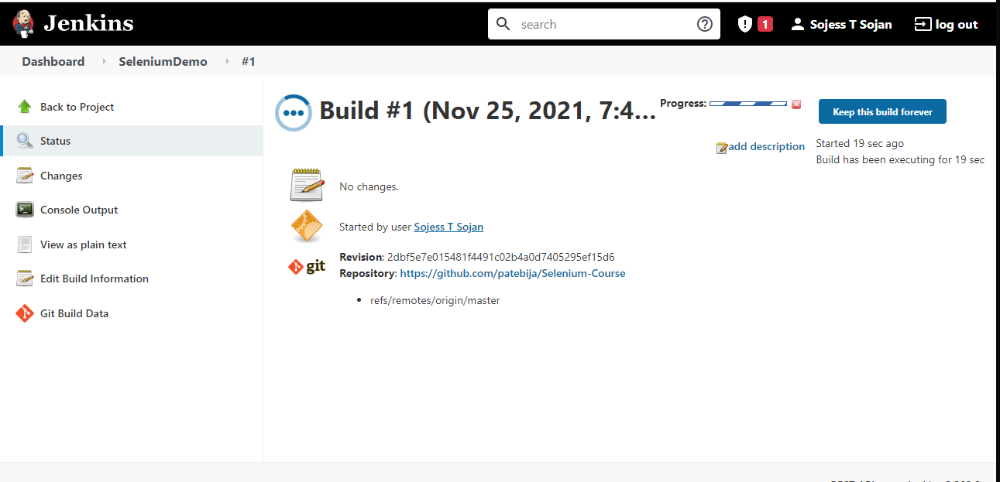 Jenkins
search
1
Sojess T Sojan
log out
Dashboard
SeleniumDemo
#1
Back to Project
Status
Changes
Console Output
View as plain text
Edit Build Information
Git Build Data
Build #1 (Nov 25, 2021, 7:4...
Progress:
Keep this build forever
add description
Started 19 sec ago
Build has been executing for 19 sec
No changes.
Started by user Sojess T Sojan
git
Revision: 2dbf5e7e015481f4491c02b4a0d7405295ef15d6
Repository: https://github.com/patebija/Selenium-Course
refs/remotes/origin/master